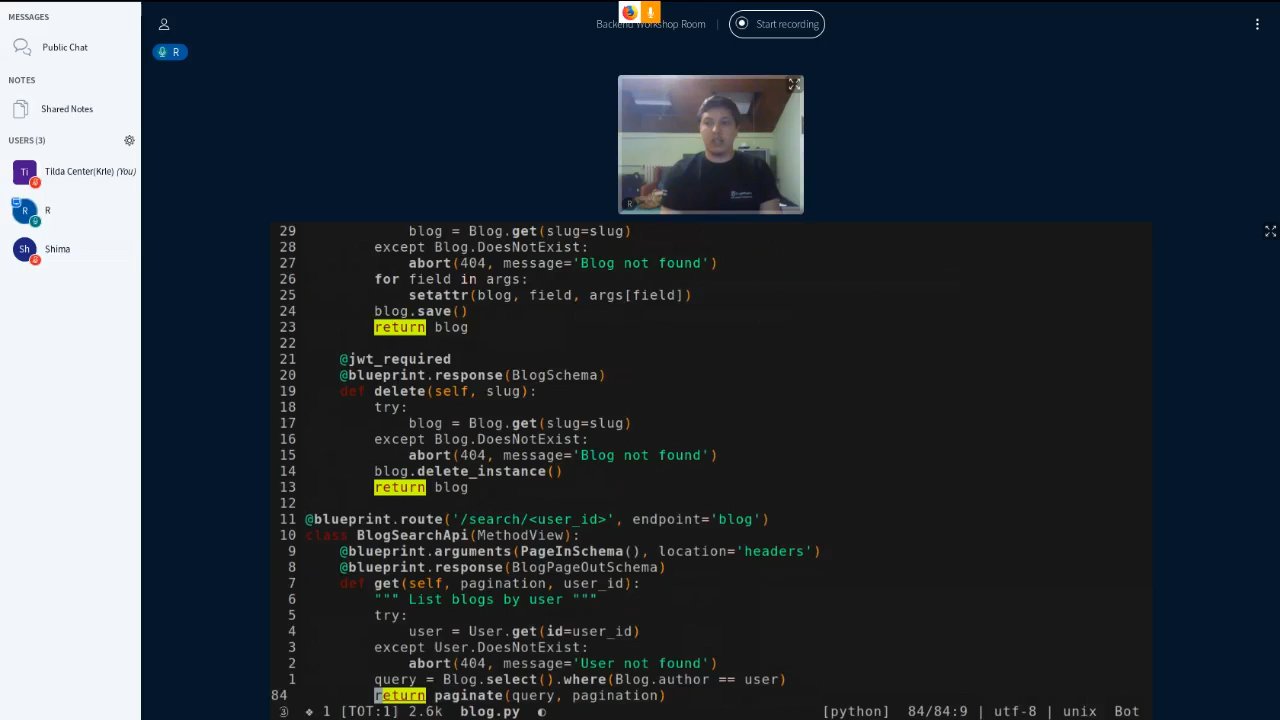 MESSAGES
Public Chat
NOTES
Shared Notes
USERS (3)
Ti Tilda Center(Krle) (You)
R R
Sh Shima
Backend Workshop Room
Start recording
R
R
29 blog = Blog.get(slug=slug)
28 except Blog.DoesNotExist:
27 abort(404, message='Blog not found')
26 for field in args:
25 setattr(blog, field, args[field])
24 blog.save()
23 return blog
22
21 @jwt_required
20 @blueprint.response(BlogSchema)
19 def delete(self, slug):
18 try:
17 blog = Blog.get(slug=slug)
16 except Blog.DoesNotExist:
15 abort(404, message='Blog not found')
14 blog.delete_instance()
13 return blog
12
11 @blueprint.route('/search/<user_id>', endpoint='blog')
10 class BlogSearchApi(MethodView):
9 @blueprint.arguments(PageInSchema(), location='headers')
8 @blueprint.response(BlogPageOutSchema)
7 def get(self, pagination, user_id):
6 """ List blogs by user """
5 try:
4 user = User.get(id=user_id)
3 except User.DoesNotExist:
2 abort(404, message='User not found')
1 query = Blog.select().where(Blog.author == user)
84 return paginate(query, pagination)
③ ❖ 1 [TOT:1] 2.6k blog.py [python] 84/84:9 | utf-8 | unix Bot